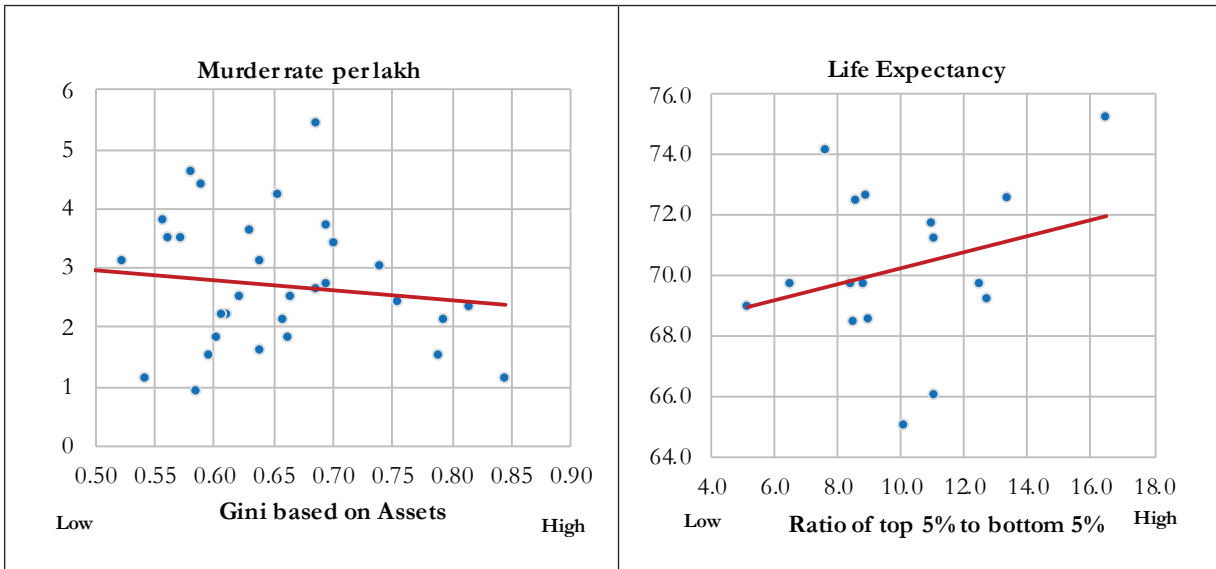 Murder rate per lakh
6
5
4
3
2
1
0
0.50 0.55 0.60 0.65 0.70 0.75 0.80 0.85 0.90
Low Gini based on Assets High
Life Expectancy
76.0
74.0
72.0
70.0
68.0
66.0
64.0
4.0 6.0 8.0 10.0 12.0 14.0 16.0 18.0
Low Ratio of top 5% to bottom 5% High